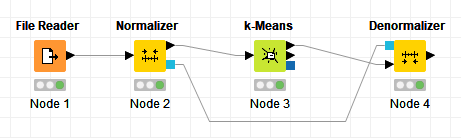 File Reader Normalizer k-Means Denormalizer
Node 1 Node 2 Node 3 Node 4